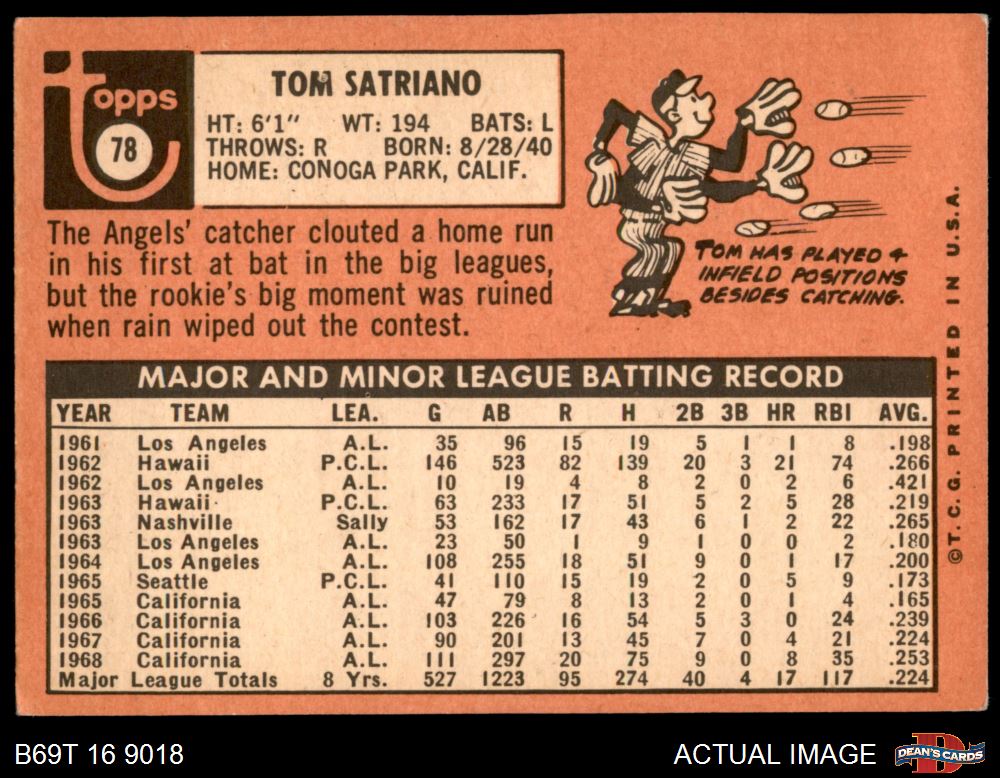 Topps
78
TOM SATRIANO
HT: 6'1" WT: 194 BATS: L
THROWS: R BORN: 8/28/40
HOME: CONOGA PARK, CALIF.
The Angels' catcher clouted a home run
in his first at bat in the big leagues,
but the rookie's big moment was ruined
when rain wiped out the contest.
TOM HAS PLAYED 4
INFIELD POSITIONS
BESIDES CATCHING.
MAJOR AND MINOR LEAGUE BATTING RECORD
YEAR TEAM LEA. G AB R H 2B 3B HR RBI AVG.
1961 Los Angeles A.L. 35 96 15 19 5 1 1 8 .198
1962 Hawaii P.C.L. 146 523 82 139 20 3 21 74 .266
1962 Los Angeles A.L. 10 19 4 8 2 0 2 6 .421
1963 Hawaii P.C.L. 63 233 17 51 5 2 5 28 .219
1963 Nashville Sally 53 162 17 43 6 1 2 22 .265
1963 Los Angeles A.L. 23 50 1 9 1 0 0 2 .180
1964 Los Angeles A.L. 108 255 18 51 9 0 1 17 .200
1965 Seattle P.C.L. 41 110 15 19 2 0 5 9 .173
1965 California A.L. 47 79 8 13 2 0 1 4 .165
1966 California A.L. 103 226 16 54 5 3 0 24 .239
1967 California A.L. 90 201 13 45 7 0 4 21 .224
1968 California A.L. 111 297 20 75 9 0 8 35 .253
Major League Totals 8 Yrs. 527 1223 95 274 40 4 17 117 .224
©T.C.G. PRINTED IN U.S.A.
B69T 16 9018
ACTUAL IMAGE
DEAN'S CARDS